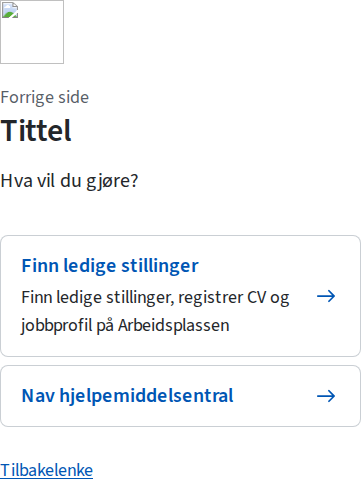 Forrige side
Tittel
Hva vil du gjøre?
Finn ledige stillinger
Finn ledige stillinger, registrer CV og
jobbprofil på Arbeidsplassen
Nav hjelpemiddelsentral
Tilbakelenke